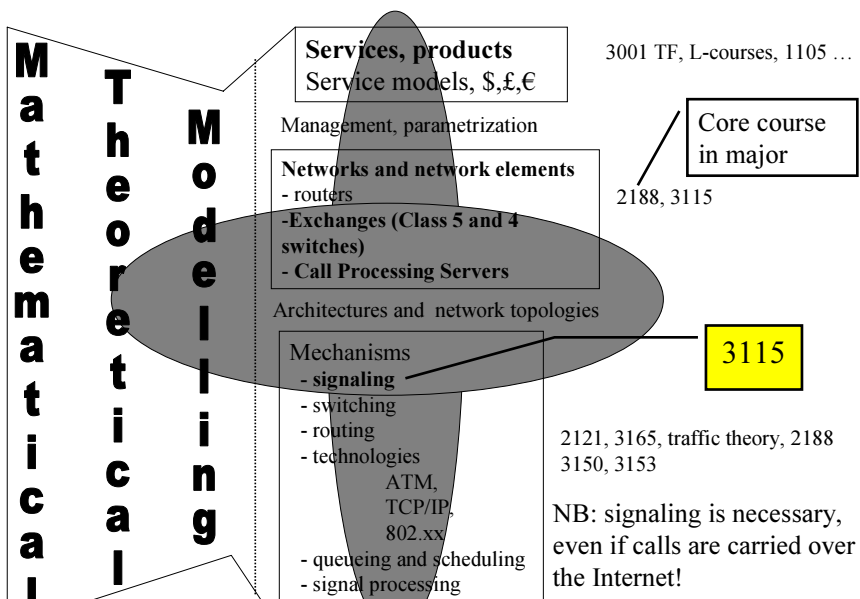 Mathematical
Theoretical
Modelling
Services, products
Service models, $,£,€
3001 TF, L-courses, 1105 …
Management, parametrization
Core course
in major
Networks and network elements
- routers
-Exchanges (Class 5 and 4
switches)
- Call Processing Servers
2188, 3115
Architectures and network topologies
Mechanisms
- signaling
- switching
- routing
- technologies
ATM,
TCP/IP,
802.xx
- queueing and scheduling
- signal processing
3115
2121, 3165, traffic theory, 2188
3150, 3153
NB: signaling is necessary,
even if calls are carried over
the Internet!